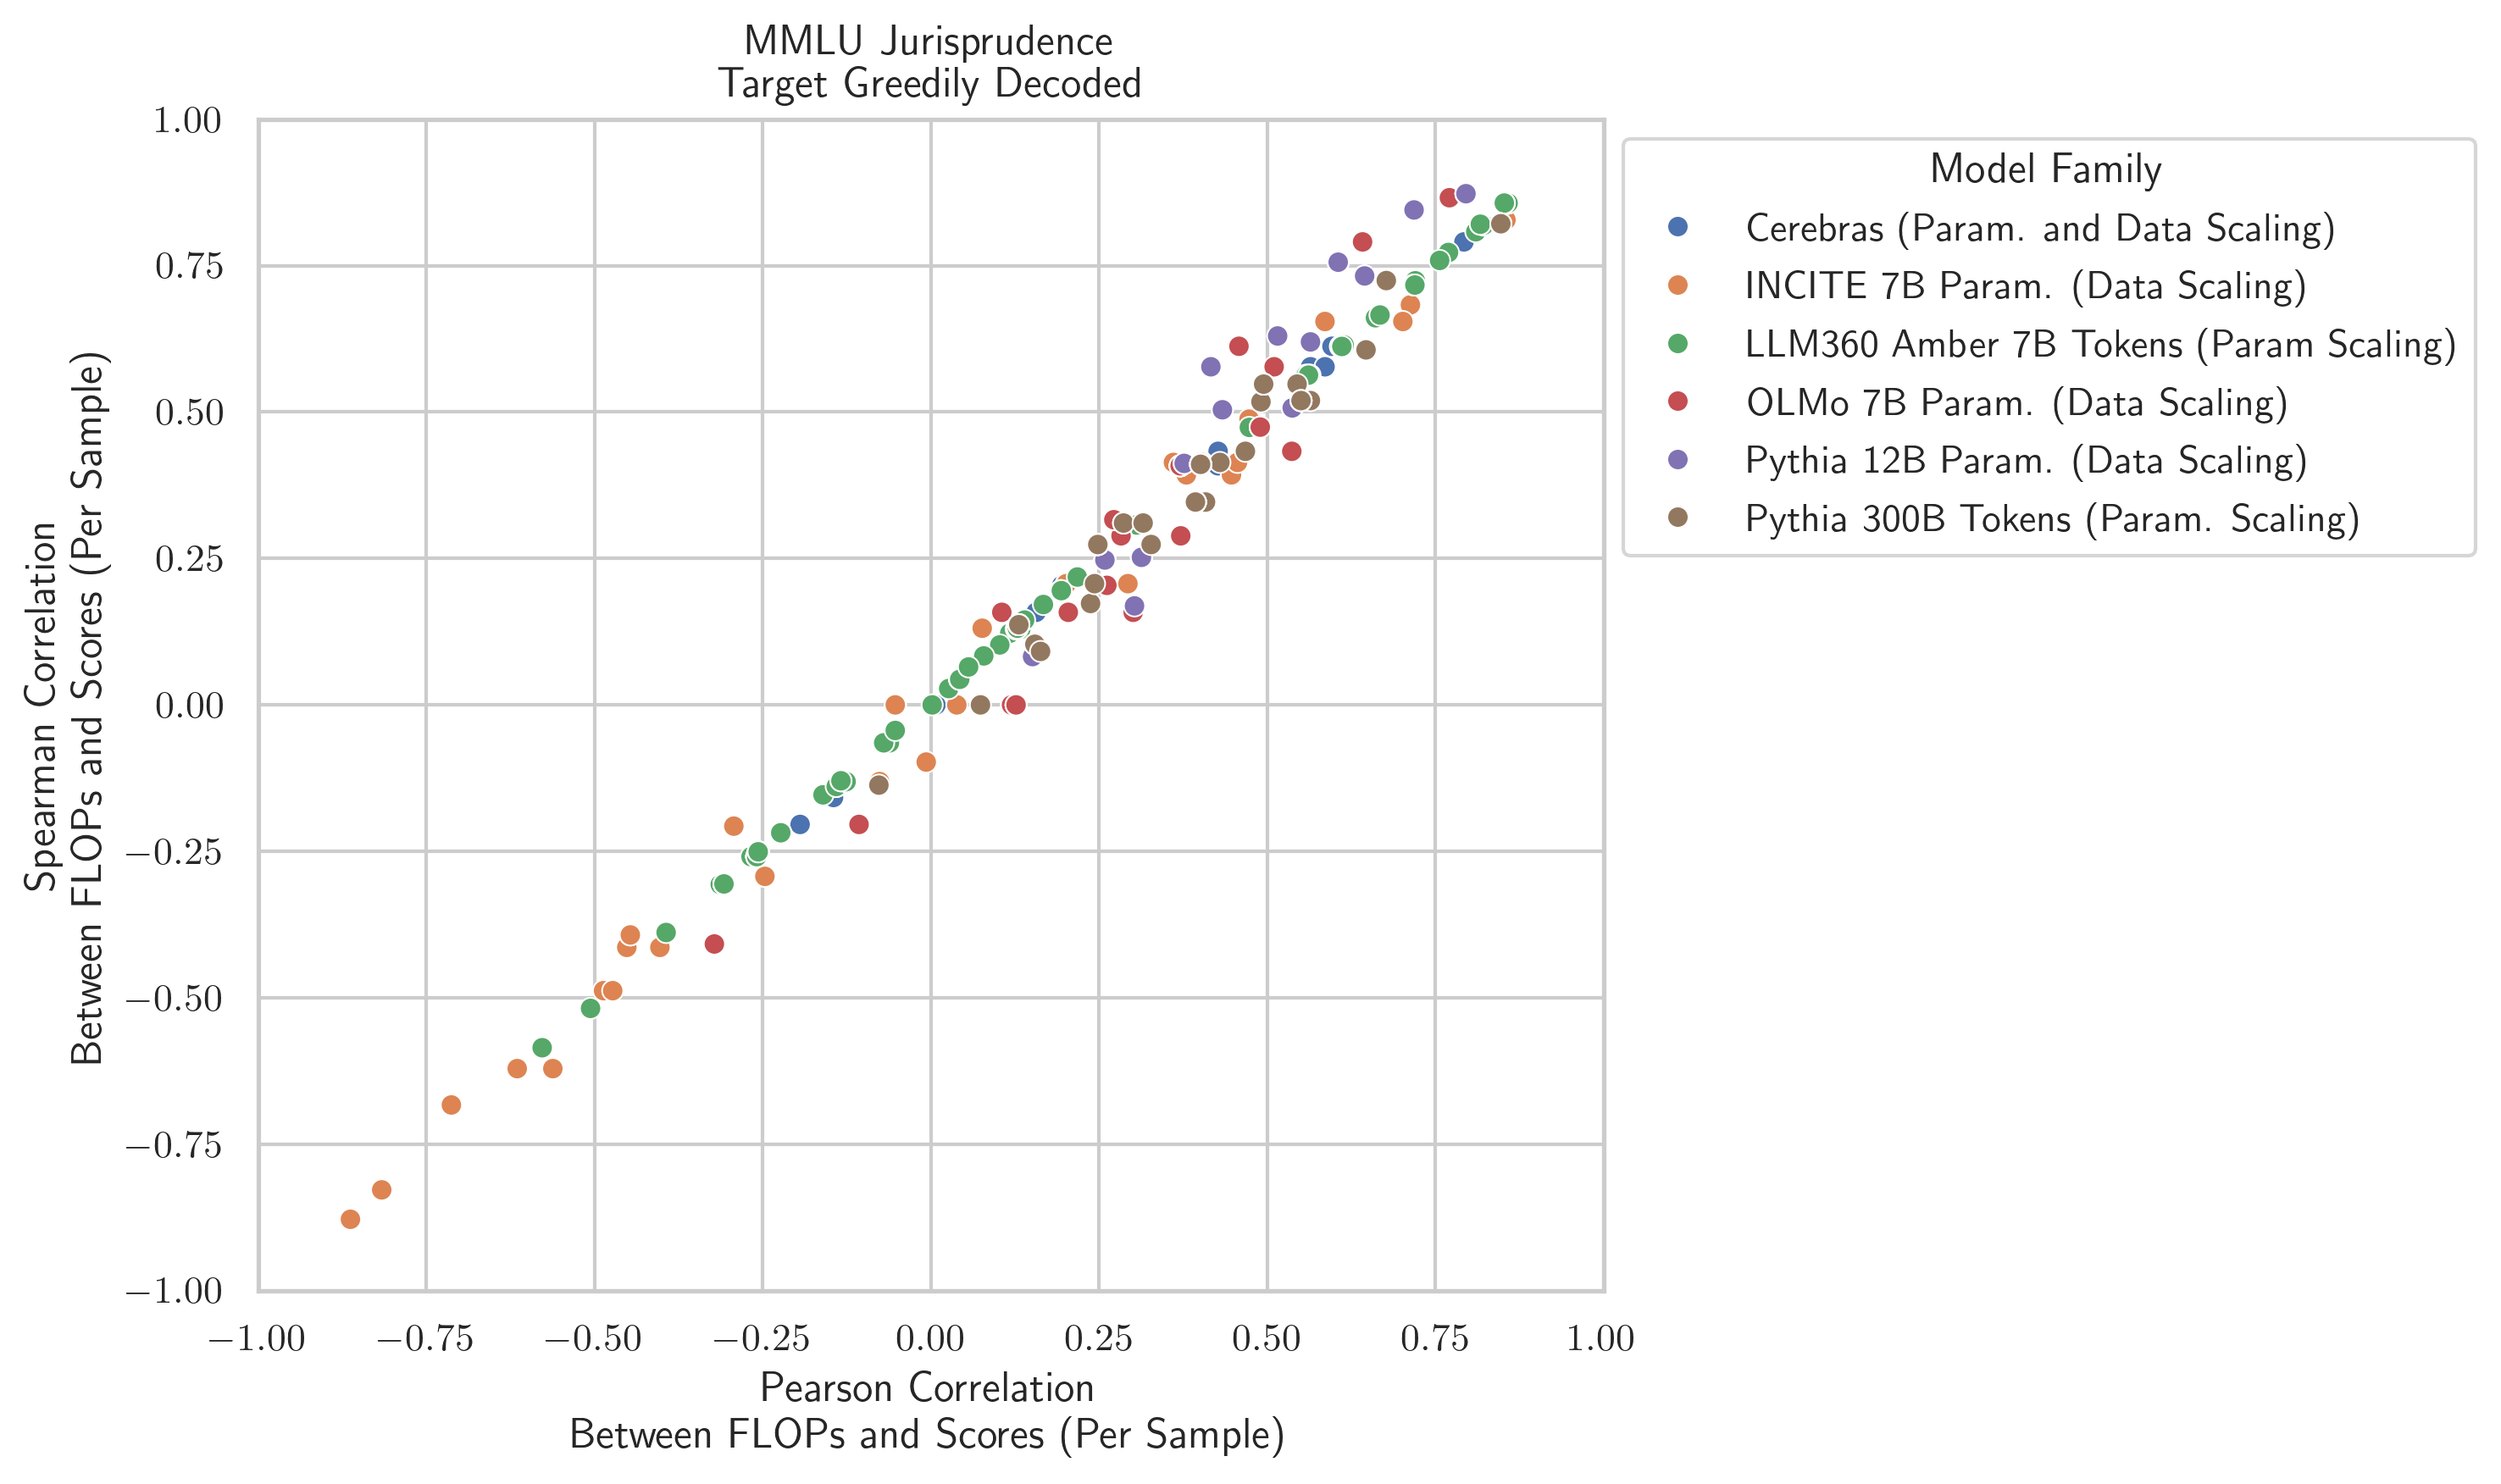 MMLU Jurisprudence
Target Greedily Decoded
1.00
0.75
0.50
0.25
0.00
−0.25
−0.50
−0.75
−1.00
Spearman Correlation
Between FLOPs and Scores (Per Sample)
−1.00 −0.75 −0.50 −0.25 0.00 0.25 0.50 0.75 1.00
Pearson Correlation
Between FLOPs and Scores (Per Sample)
Model Family
Cerebras (Param. and Data Scaling)
INCITE 7B Param. (Data Scaling)
LLM360 Amber 7B Tokens (Param Scaling)
OLMo 7B Param. (Data Scaling)
Pythia 12B Param. (Data Scaling)
Pythia 300B Tokens (Param. Scaling)